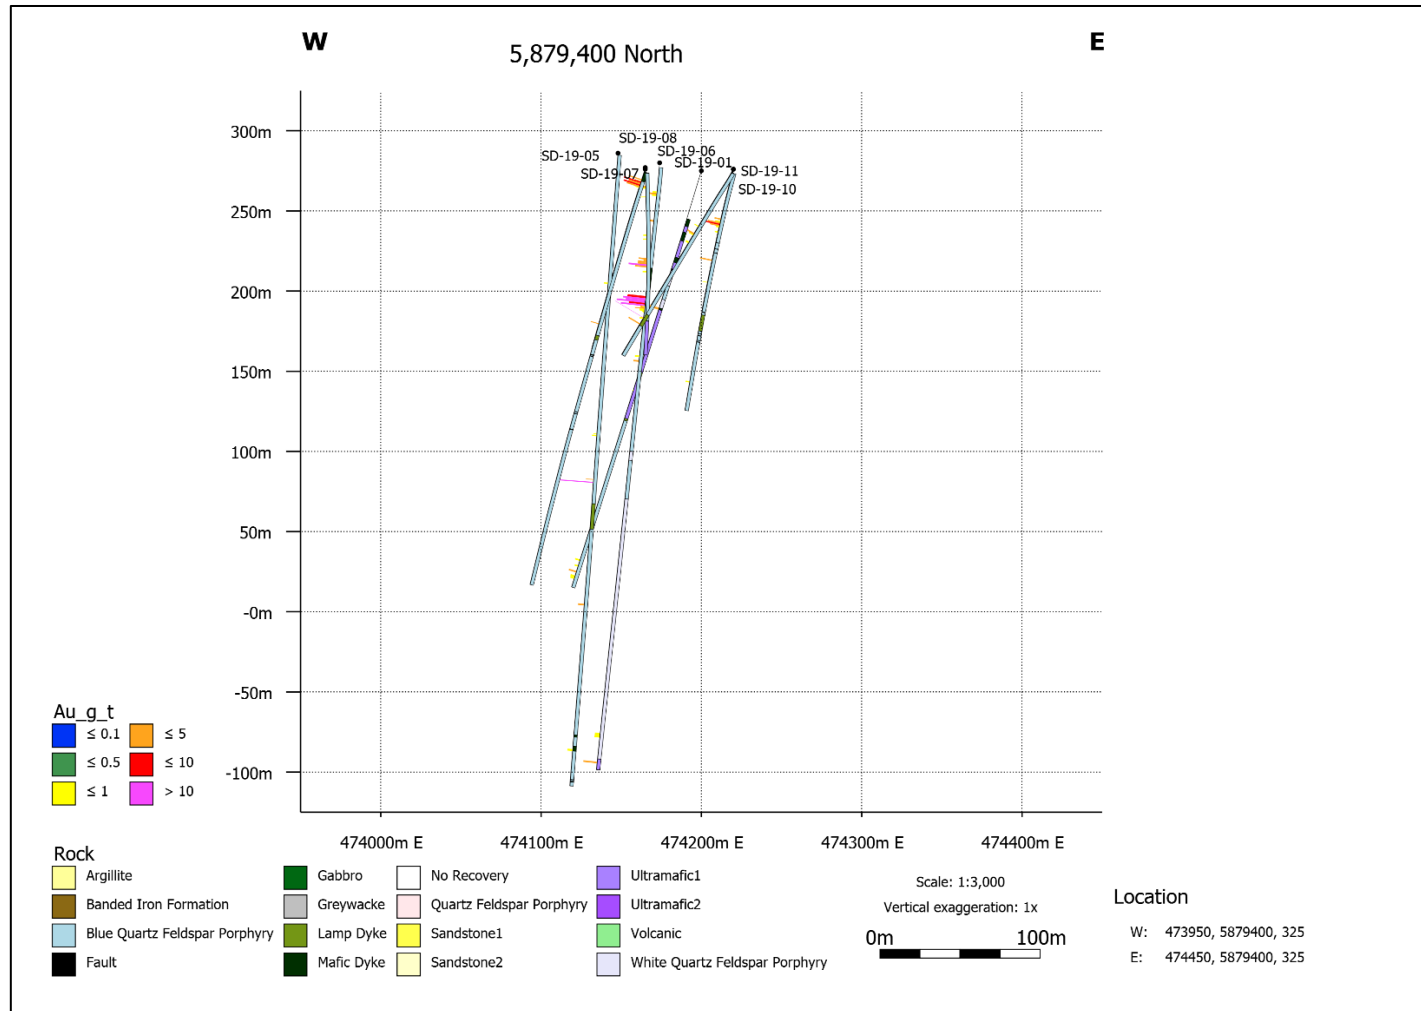 W
E
5,879,400 North
300m
250m
200m
150m
100m
50m
-0m
-50m
-100m
SD-19-08
SD-19-05
SD-19-06
SD-19-07
SD-19-01
SD-19-11
SD-19-10
474000m E
474100m E
474200m E
474300m E
474400m E
Au_g_t
≤ 0.1
≤ 5
≤ 0.5
≤ 10
≤ 1
> 10
Rock
Argillite
Banded Iron Formation
Blue Quartz Feldspar Porphyry
Fault
Gabbro
Greywacke
Lamp Dyke
Mafic Dyke
No Recovery
Quartz Feldspar Porphyry
Sandstone1
Sandstone2
Ultramafic1
Ultramafic2
Volcanic
White Quartz Feldspar Porphyry
Scale: 1:3,000
Vertical exaggeration: 1x
0m 100m
Location
W: 473950, 5879400, 325
E: 474450, 5879400, 325